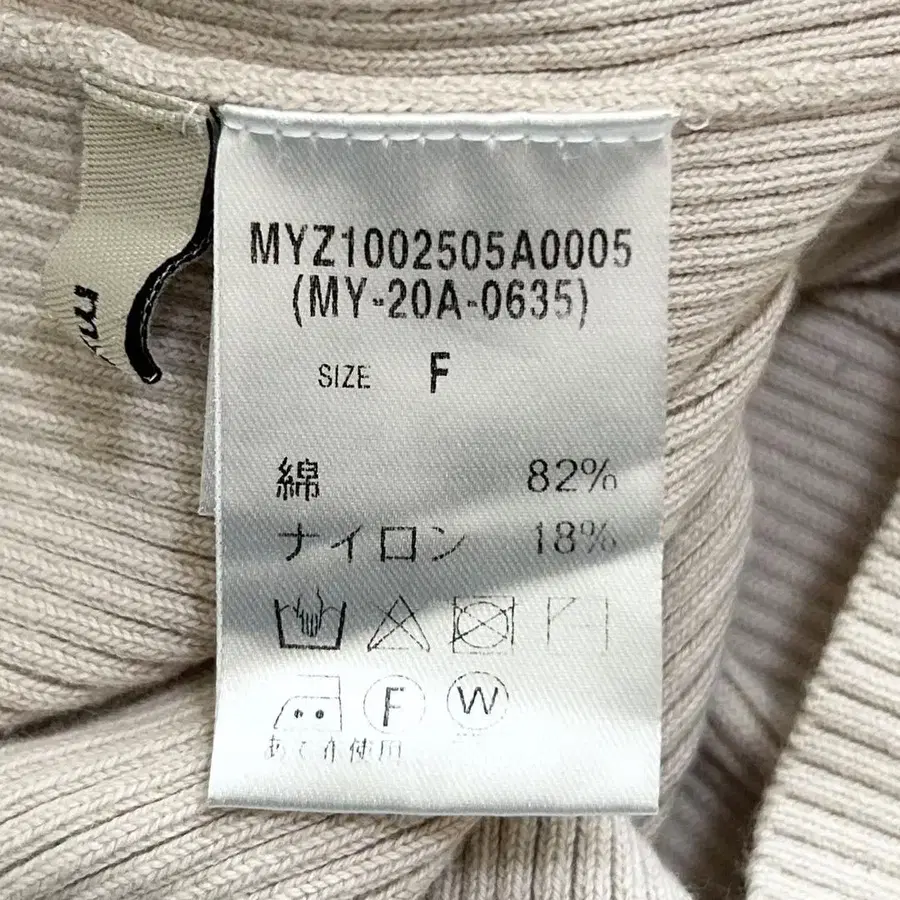 MYZ1002505A0005
(MY-20A-0635)
SIZE F
綿 82%
ナイロン 18%
F W
あて布使用